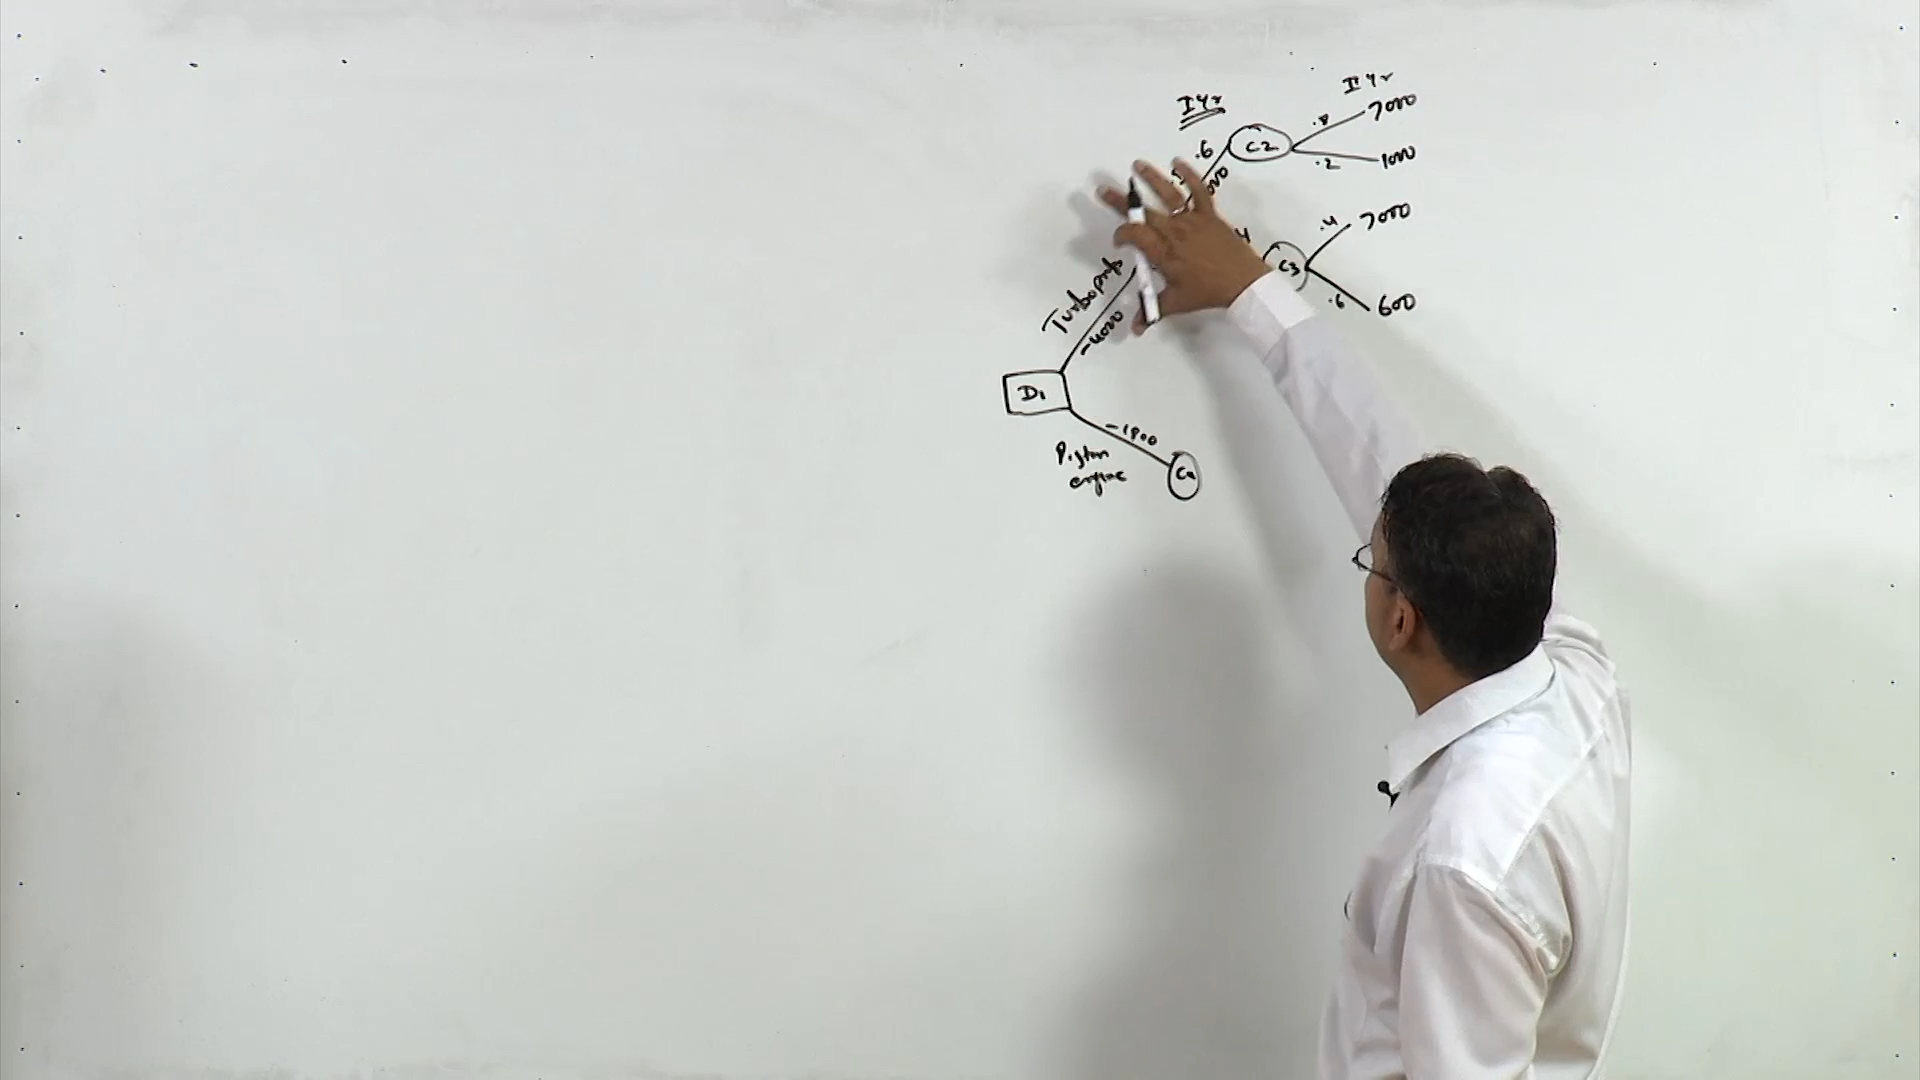 I Yr
II Yr
.8
7000
.6
C2
.2
1000
.4
7000
C3
.6
600
Turboprop
-4000
D1
-1800
Piston
engine
C4